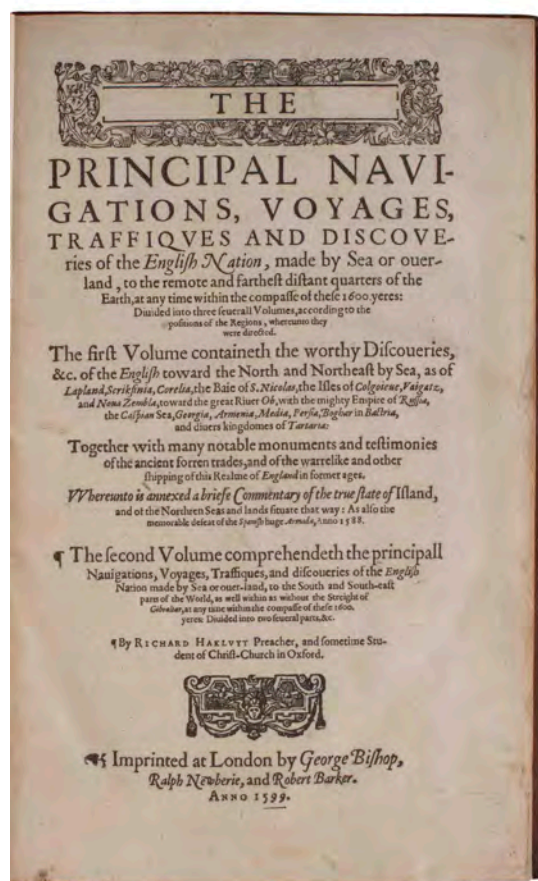 THE
PRINCIPAL NAVI-
GATIONS, VOYAGES,
TRAFFIQVES AND DISCOVE-
ries of the Engliſh Nation, made by Sea or ouer-
land, to the remote and fartheſt diſtant quarters of the
Earth, at any time within the compaſſe of theſe 1600. yeres:
Diuided into three ſeuerall Volumes, according to the
poſitions of the Regions, whereunto they
were directed.
The firſt Volume containeth the worthy Diſcoueries,
&c. of the Engliſh toward the North and Northeaſt by Sea, as of
Lapland, Scrikfinia, Corelia, the Baie of S. Nicolas, the Iſles of Colgoieue, Vaigatz,
and Noua Zembla, toward the great Riuer Ob, with the mighty Empire of Ruſſia,
the Caſpian Sea, Georgia, Armenia, Media, Perſia, Boghar in Bactria,
and diuers kingdomes of Tartaria:
Together with many notable monuments and teſtimonies
of the ancient forren trades, and of the warrelike and other
ſhipping of this Realme of England in former ages.
VVhereunto is annexed a briefe Commentary of the true ſtate of Iſland,
and of the Northren Seas and lands ſituate that way: As alſo the
memorable defeat of the Spaniſh huge Armada, Anno 1588.
¶ The ſecond Volume comprehendeth the principall
Nauigations, Voyages, Traffiques, and diſcoueries of the Engliſh
Nation made by Sea or ouer-land, to the South and South-eaſt
parts of the World, as well within as without the Streight of
Gibraltar, at any time within the compaſſe of theſe 1600.
yeres: Diuided into two ſeueral parts, &c.
¶ By RICHARD HAKLVYT Preacher, and ſometime Stu-
dent of Chriſt-Church in Oxford.
¶ Imprinted at London by George Biſhop,
Ralph Newberie, and Robert Barker.
ANNO 1599.